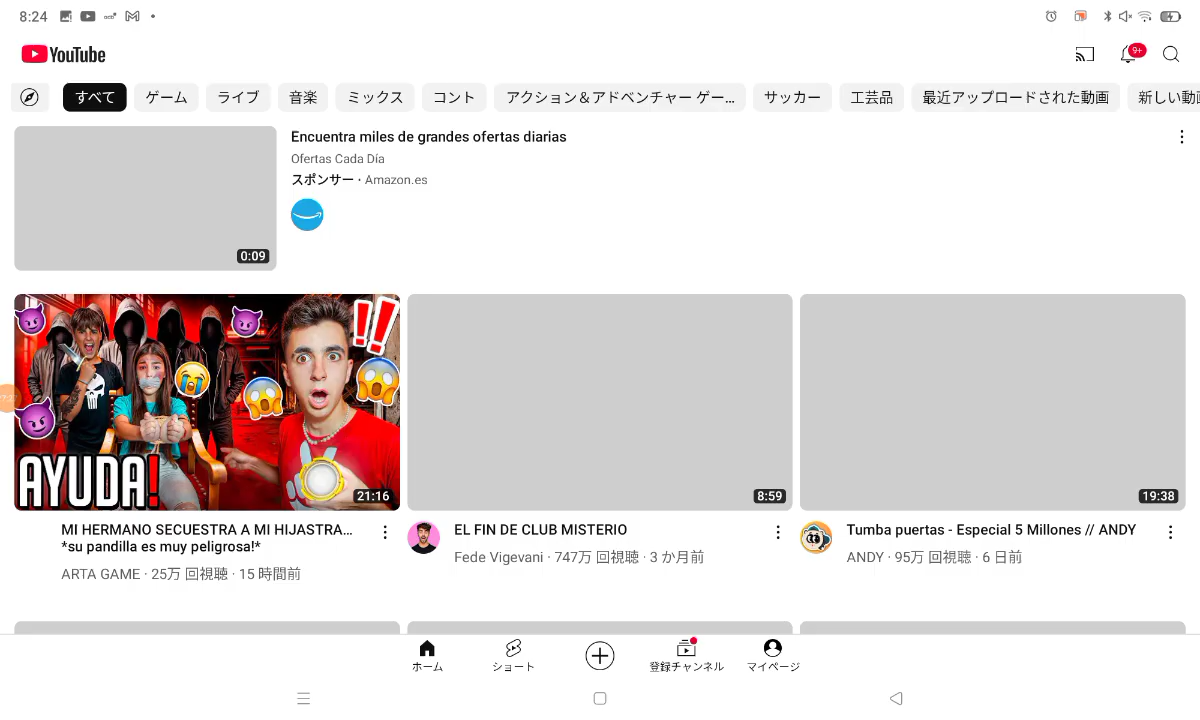 8:24
9+
YouTube
すべて
ゲーム
ライブ
音楽
ミックス
コント
アクション＆アドベンチャー ゲー...
サッカー
工芸品
最近アップロードされた動画
新しい動画
Encuentra miles de grandes ofertas diarias
Ofertas Cada Día
スポンサー · Amazon.es
0:09
AYUDA!
21:16
8:59
19:38
MI HERMANO SECUESTRA A MI HIJASTRA...
*su pandilla es muy peligrosa!*
ARTA GAME · 25万 回視聴 · 15 時間前
EL FIN DE CLUB MISTERIO
Fede Vigevani · 747万 回視聴 · 3 か月前
Tumba puertas - Especial 5 Millones // ANDY
ANDY · 95万 回視聴 · 6 日前
ホーム
ショート
登録チャンネル
マイページ